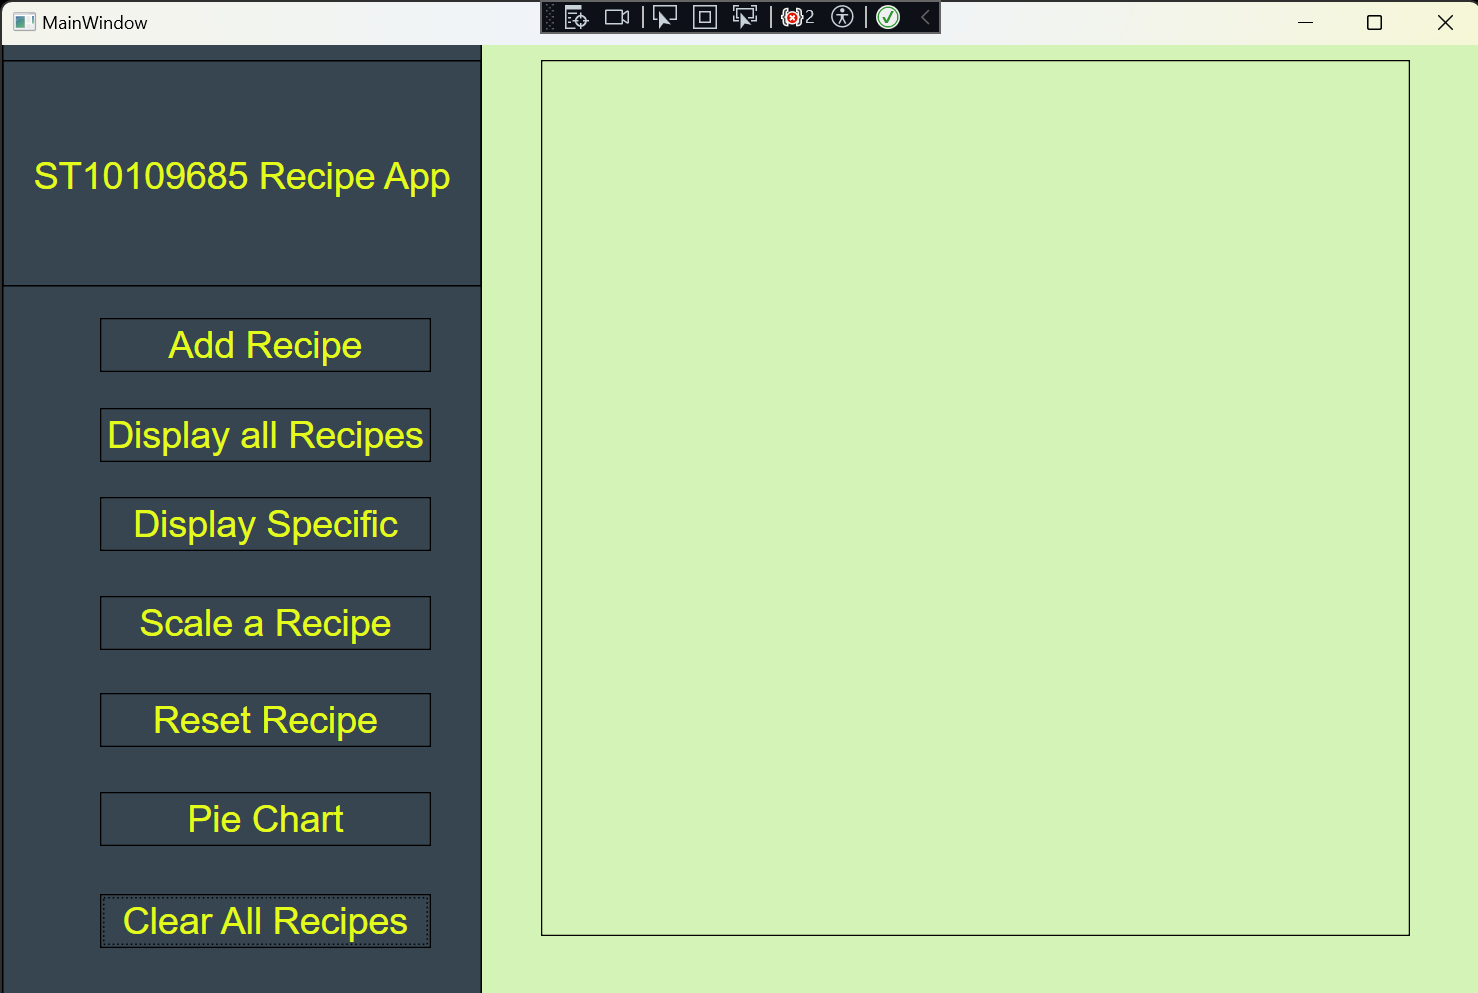 MainWindow
2
ST10109685 Recipe App
Add Recipe
Display all Recipes
Display Specific
Scale a Recipe
Reset Recipe
Pie Chart
Clear All Recipes